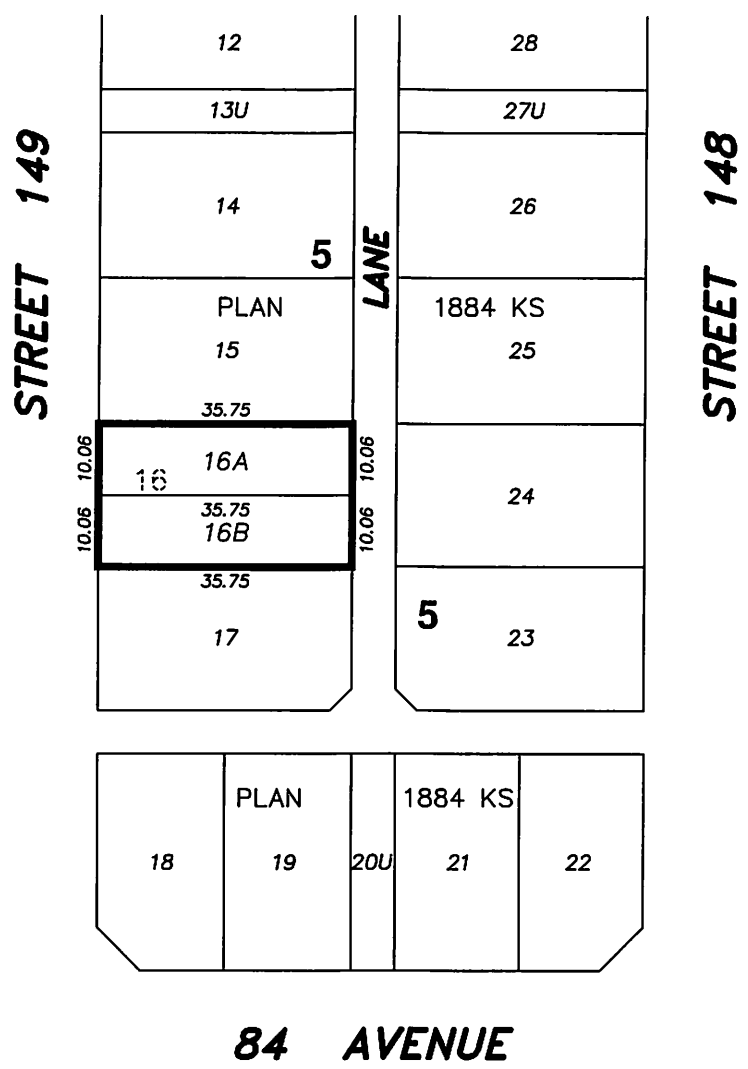 12
28
13U
27U
STREET 149
STREET 148
14
26
5
LANE
PLAN 1884 KS
15
25
35.75
10.06
16A
10.06
16
24
35.75
10.06
16B
10.06
35.75
5
17
23
PLAN 1884 KS
18
19
20U
21
22
84 AVENUE